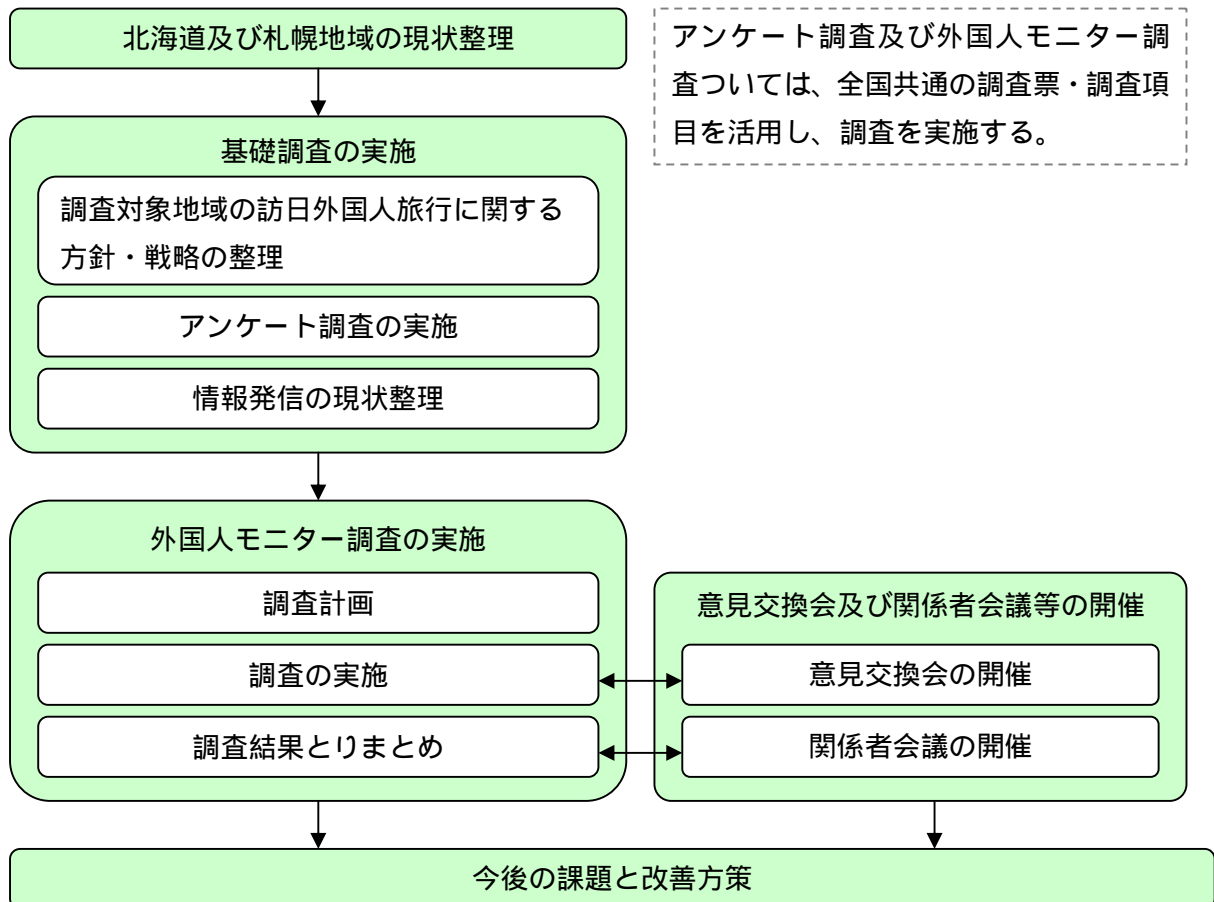 北海道及び札幌地域の現状整理
アンケート調査及び外国人モニター調
査ついては、全国共通の調査票・調査項
目を活用し、調査を実施する。
基礎調査の実施
調査対象地域の訪日外国人旅行に関する
方針・戦略の整理
アンケート調査の実施
情報発信の現状整理
外国人モニター調査の実施
調査計画
調査の実施
調査結果とりまとめ
意見交換会及び関係者会議等の開催
意見交換会の開催
関係者会議の開催
今後の課題と改善方策